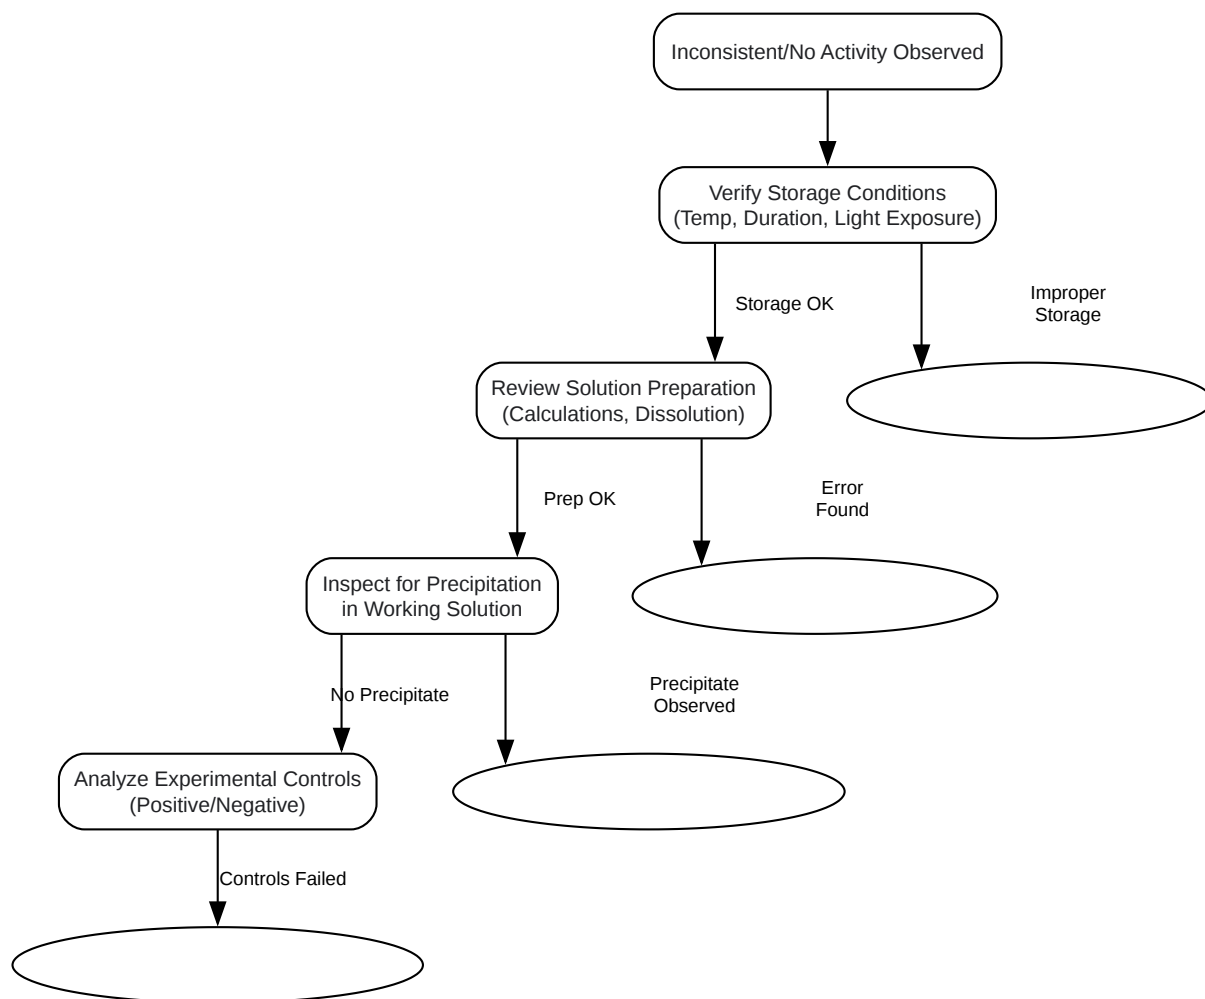 Inconsistent/No Activity Observed
Verify Storage Conditions
(Temp, Duration, Light Exposure)
Storage OK
Improper
Storage
Review Solution Preparation
(Calculations, Dissolution)
Prep OK
Error
Found
Inspect for Precipitation
in Working Solution
No Precipitate
Precipitate
Observed
Analyze Experimental Controls
(Positive/Negative)
Controls Failed